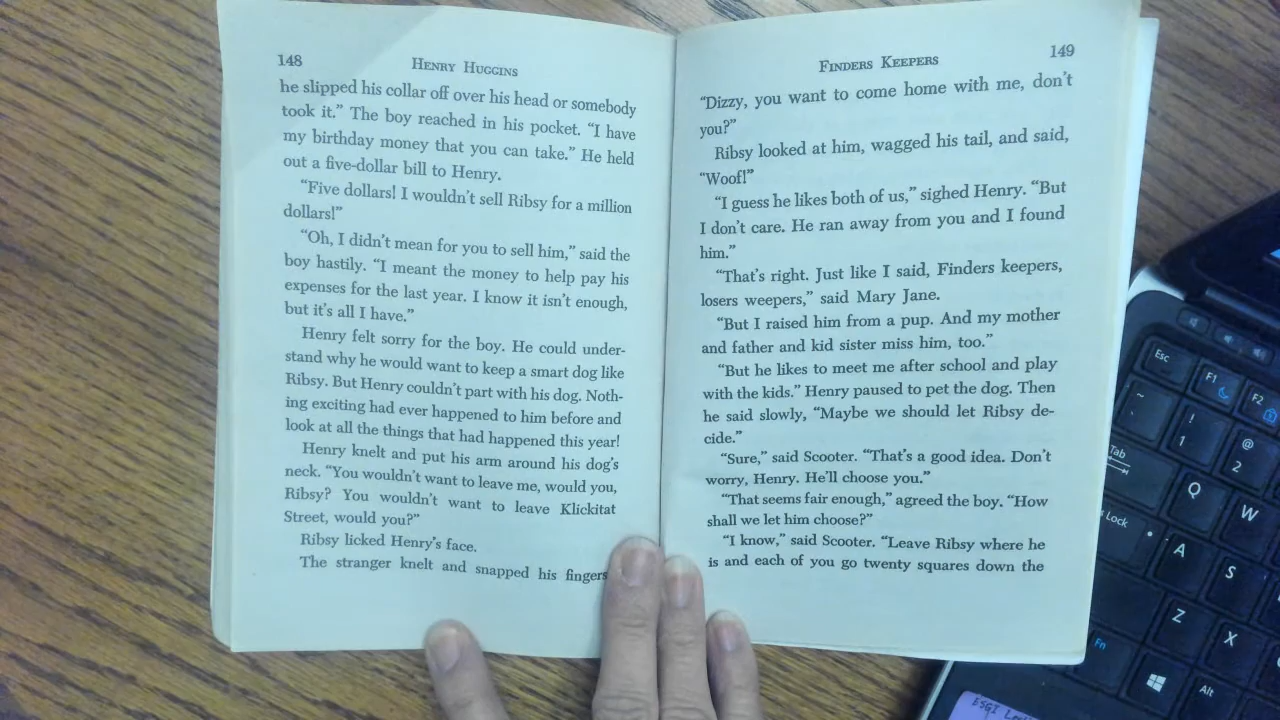 148
HENRY HUGGINS
he slipped his collar off over his head or somebody
took it.” The boy reached in his pocket. “I have
my birthday money that you can take.” He held
out a five-dollar bill to Henry.
“Five dollars! I wouldn’t sell Ribsy for a million
dollars!”
“Oh, I didn’t mean for you to sell him,” said the
boy hastily. “I meant the money to help pay his
expenses for the last year. I know it isn’t enough,
but it’s all I have.”
Henry felt sorry for the boy. He could under-
stand why he would want to keep a smart dog like
Ribsy. But Henry couldn’t part with his dog. Noth-
ing exciting had ever happened to him before and
look at all the things that had happened this year!
Henry knelt and put his arm around his dog’s
neck. “You wouldn’t want to leave me, would you,
Ribsy? You wouldn’t want to leave Klickitat
Street, would you?”
Ribsy licked Henry’s face.
The stranger knelt and snapped his fingers
FINDERS KEEPERS
149
“Dizzy, you want to come home with me, don’t
you?”
Ribsy looked at him, wagged his tail, and said,
“Woof!”
“I guess he likes both of us,” sighed Henry. “But
I don’t care. He ran away from you and I found
him.”
“That’s right. Just like I said, Finders keepers,
losers weepers,” said Mary Jane.
“But I raised him from a pup. And my mother
and father and kid sister miss him, too.”
“But he likes to meet me after school and play
with the kids.” Henry paused to pet the dog. Then
he said slowly, “Maybe we should let Ribsy de-
cide.”
“Sure,” said Scooter. “That’s a good idea. Don’t
worry, Henry. He’ll choose you.”
“That seems fair enough,” agreed the boy. “How
shall we let him choose?”
“I know,” said Scooter. “Leave Ribsy where he
is and each of you go twenty squares down the
Esc
F1
F2
~
!
1
@
2
Tab
Q
W
Lock
A
S
Z
X
Fn
Alt
ESGI